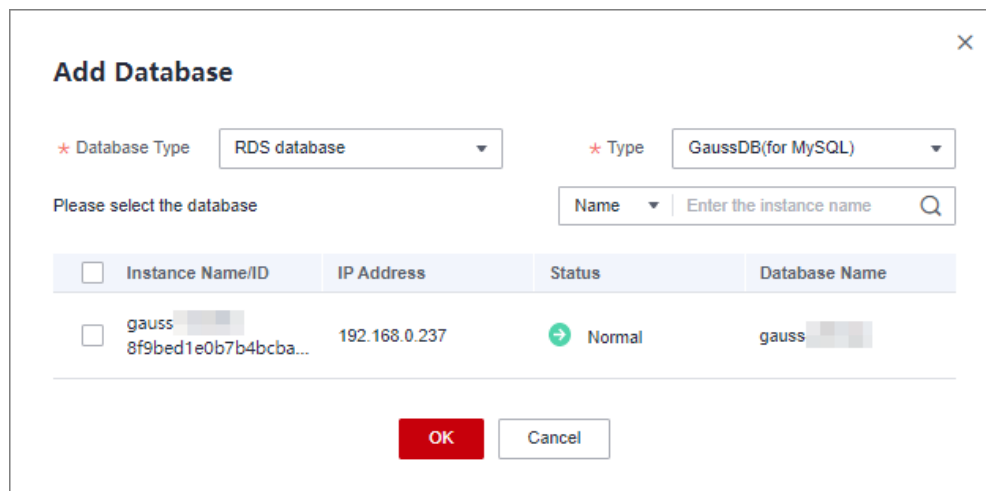 Add Database
* Database Type RDS database * Type GaussDB(for MySQL)
Please select the database Name Enter the instance name
Instance Name/ID IP Address Status Database Name
gauss
8f9bed1e0b7b4bcba... 192.168.0.237 Normal gauss
OK Cancel